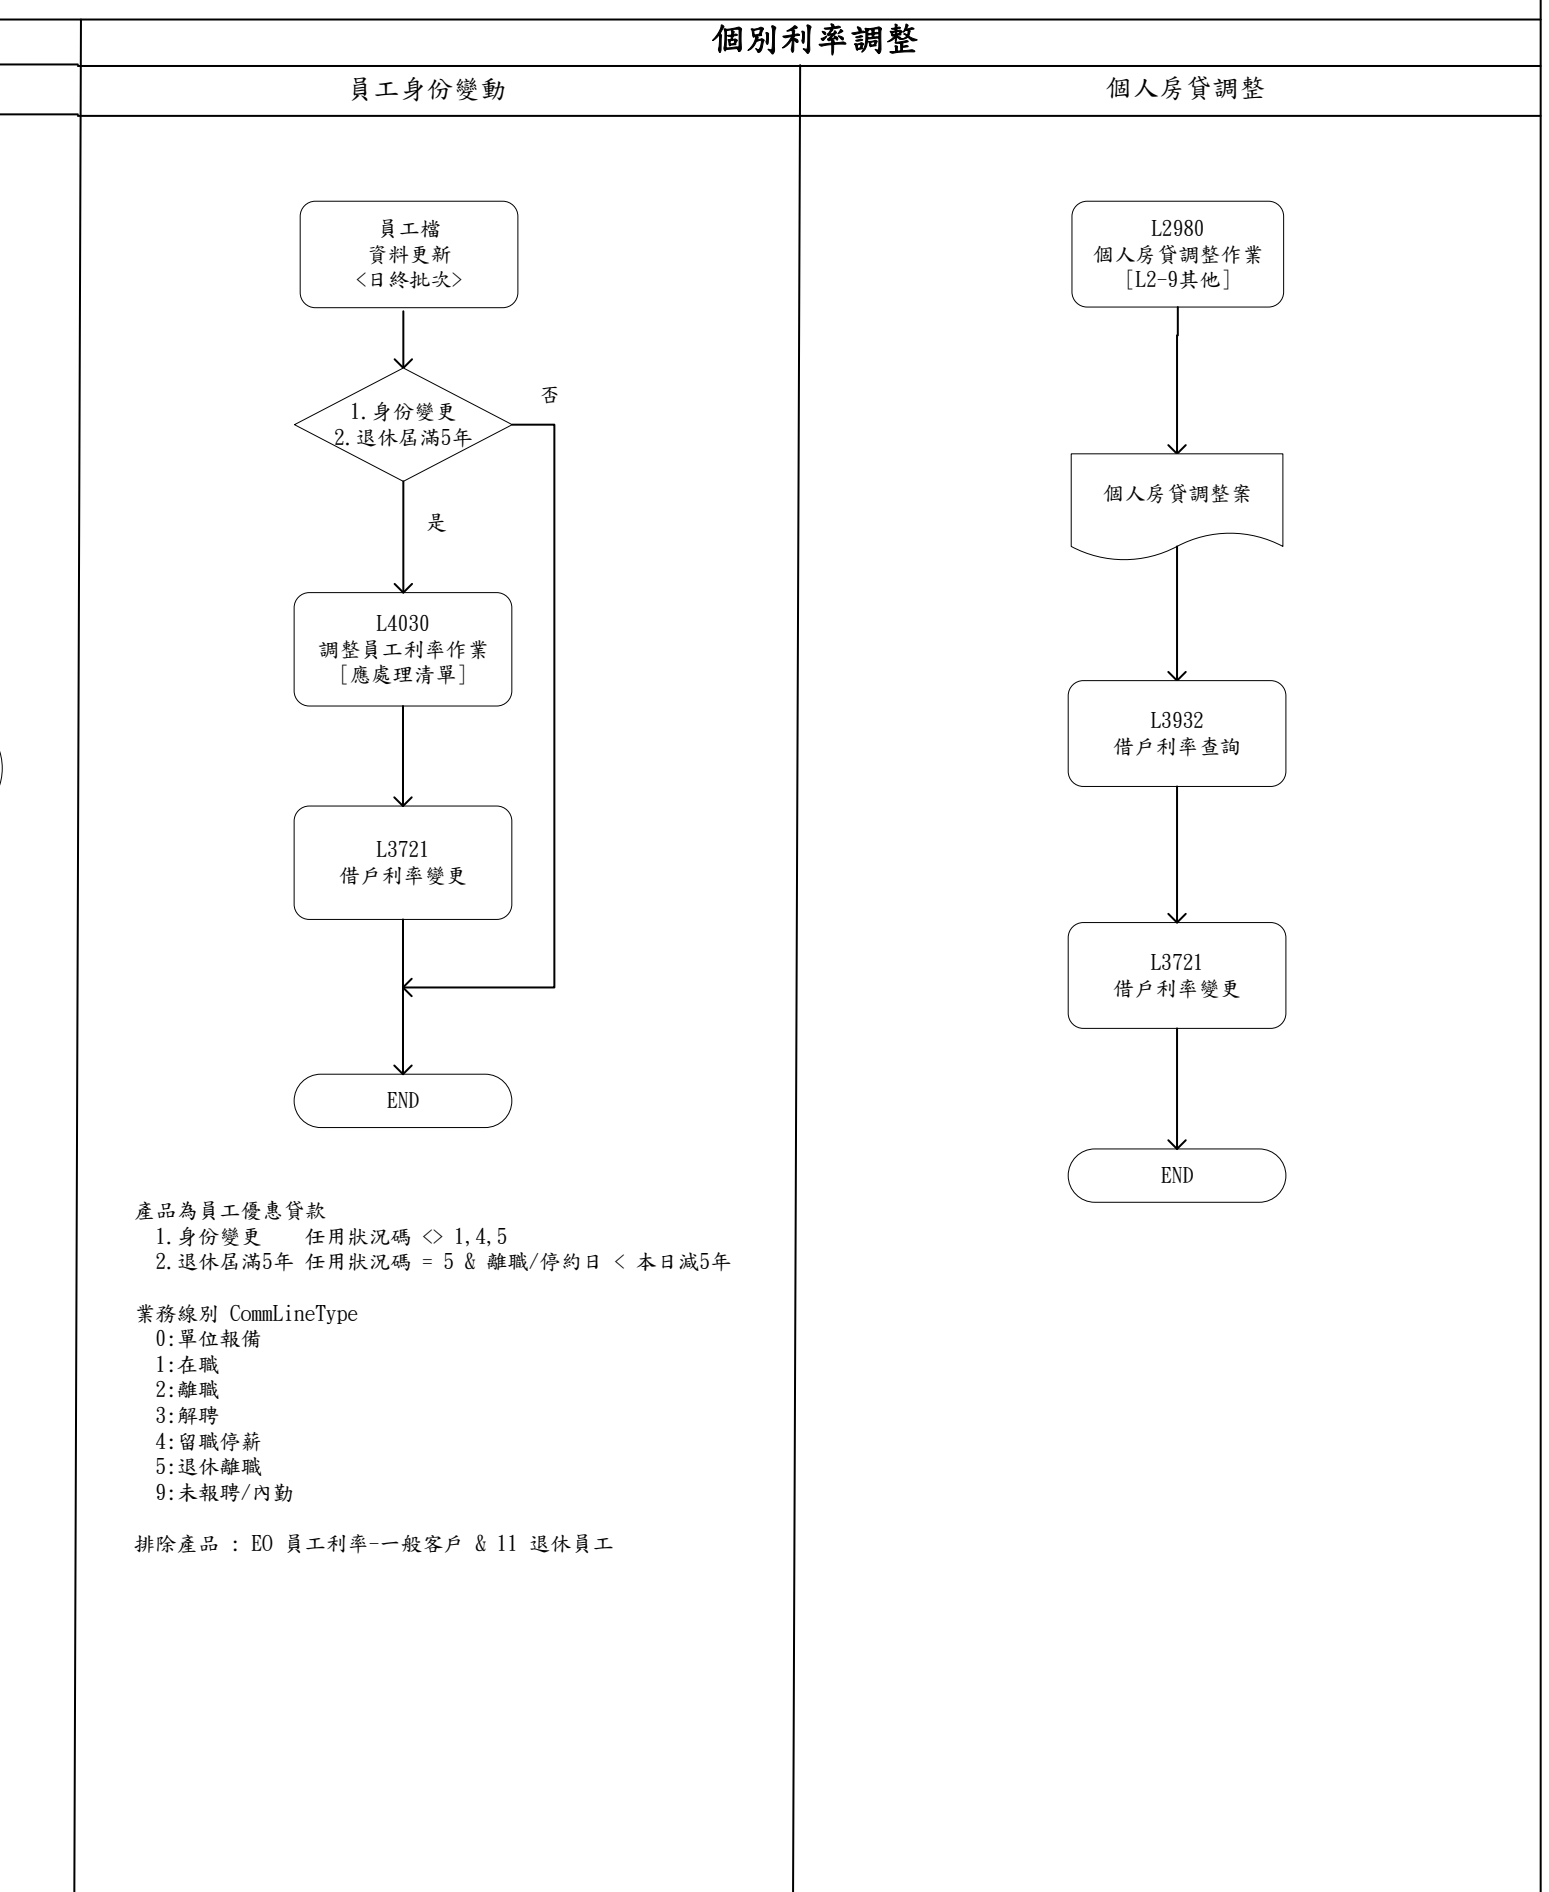 個別利率調整
員工身份變動
個人房貸調整
員工檔
資料更新
<日終批次>
1.身份變更
2.退休屆滿5年
否
是
L4030
調整員工利率作業
[應處理清單]
L3721
借戶利率變更
END
產品為員工優惠貸款
1.身份變更 任用狀況碼 <> 1,4,5
2.退休屆滿5年 任用狀況碼 = 5 & 離職/停約日 < 本日減5年
業務線別 CommLineType
0:單位報備
1:在職
2:離職
3:解聘
4:留職停薪
5:退休離職
9:未報聘/內勤
排除產品 : EO 員工利率-一般客戶 & 11 退休員工
L2980
個人房貸調整作業
[L2-9其他]
個人房貸調整案
L3932
借戶利率查詢
L3721
借戶利率變更
END